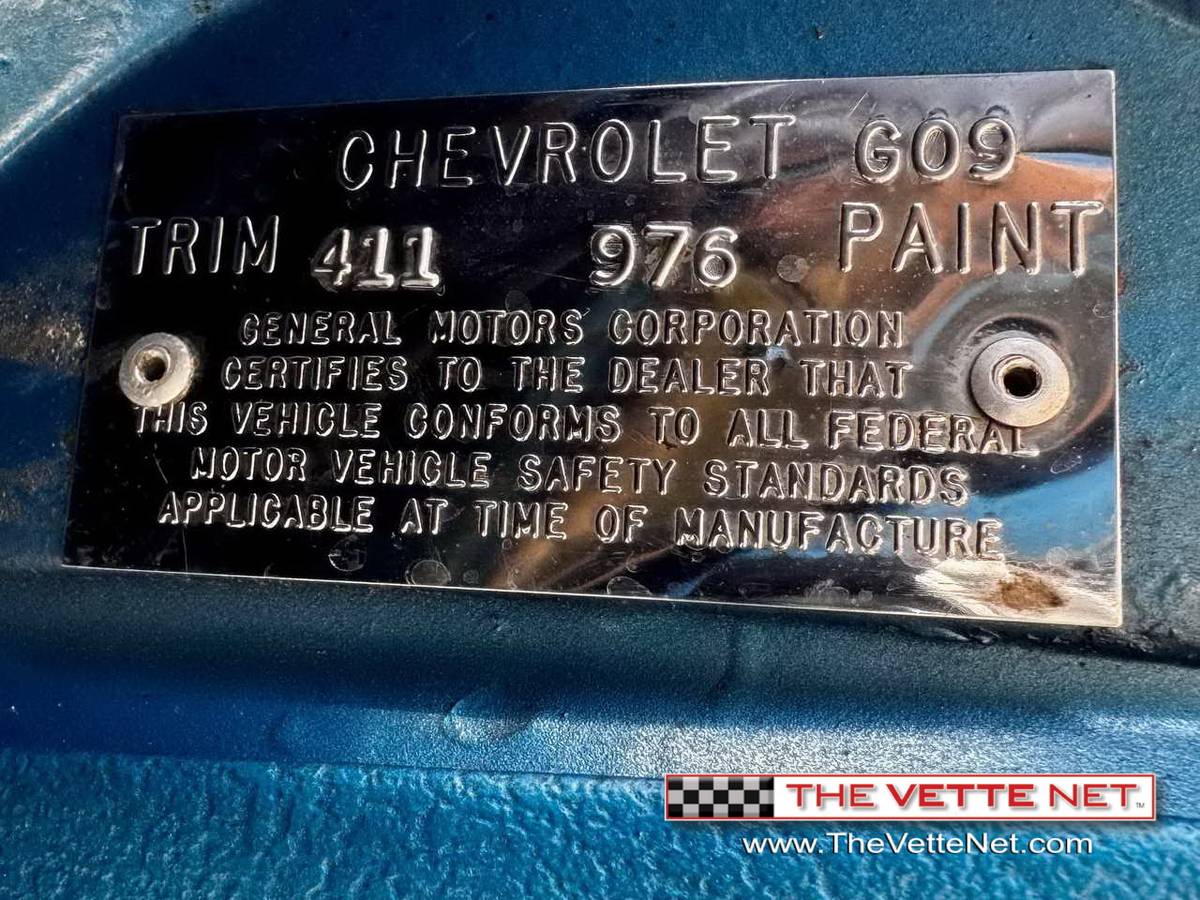 CHEVROLET G09
TRIM 411 976 PAINT
GENERAL MOTORS CORPORATION
CERTIFIES TO THE DEALER THAT
THIS VEHICLE CONFORMS TO ALL FEDERAL
MOTOR VEHICLE SAFETY STANDARDS
APPLICABLE AT TIME OF MANUFACTURE
THE VETTE NET™
www.TheVetteNet.com